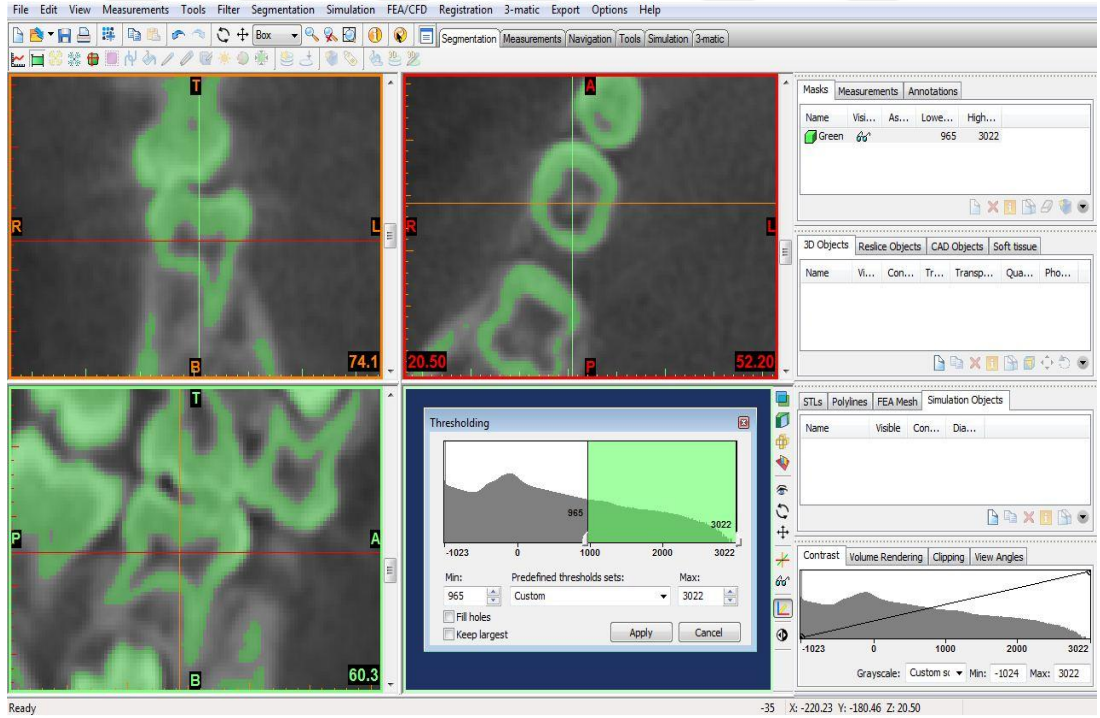 File Edit View Measurements Tools Filter Segmentation Simulation FEA/CFD Registration 3-matic Export Options Help
Box Segmentation Measurements Navigation Tools Simulation 3-matic
T
R L
B
74.1
A
R L
P
20.50 52.20
T
P A
B
60.3
Thresholding
965 3022
-1023 0 1000 2000 3022
Min: Predefined thresholds sets: Max:
965 Custom 3022
Fill holes
Keep largest Apply Cancel
Masks Measurements Annotations
Name Visi... As... Lowe... High...
Green 965 3022
3D Objects Reslice Objects CAD Objects Soft tissue
Name Vi... Con... Tr... Transp... Qua... Pho...
STLs Polylines FEA Mesh Simulation Objects
Name Visible Con... Dia...
Contrast Volume Rendering Clipping View Angles
-1023 0 1000 2000 3022
Grayscale: Custom sc Min: -1024 Max: 3022
Ready -35 X: -220.23 Y: -180.46 Z: 20.50